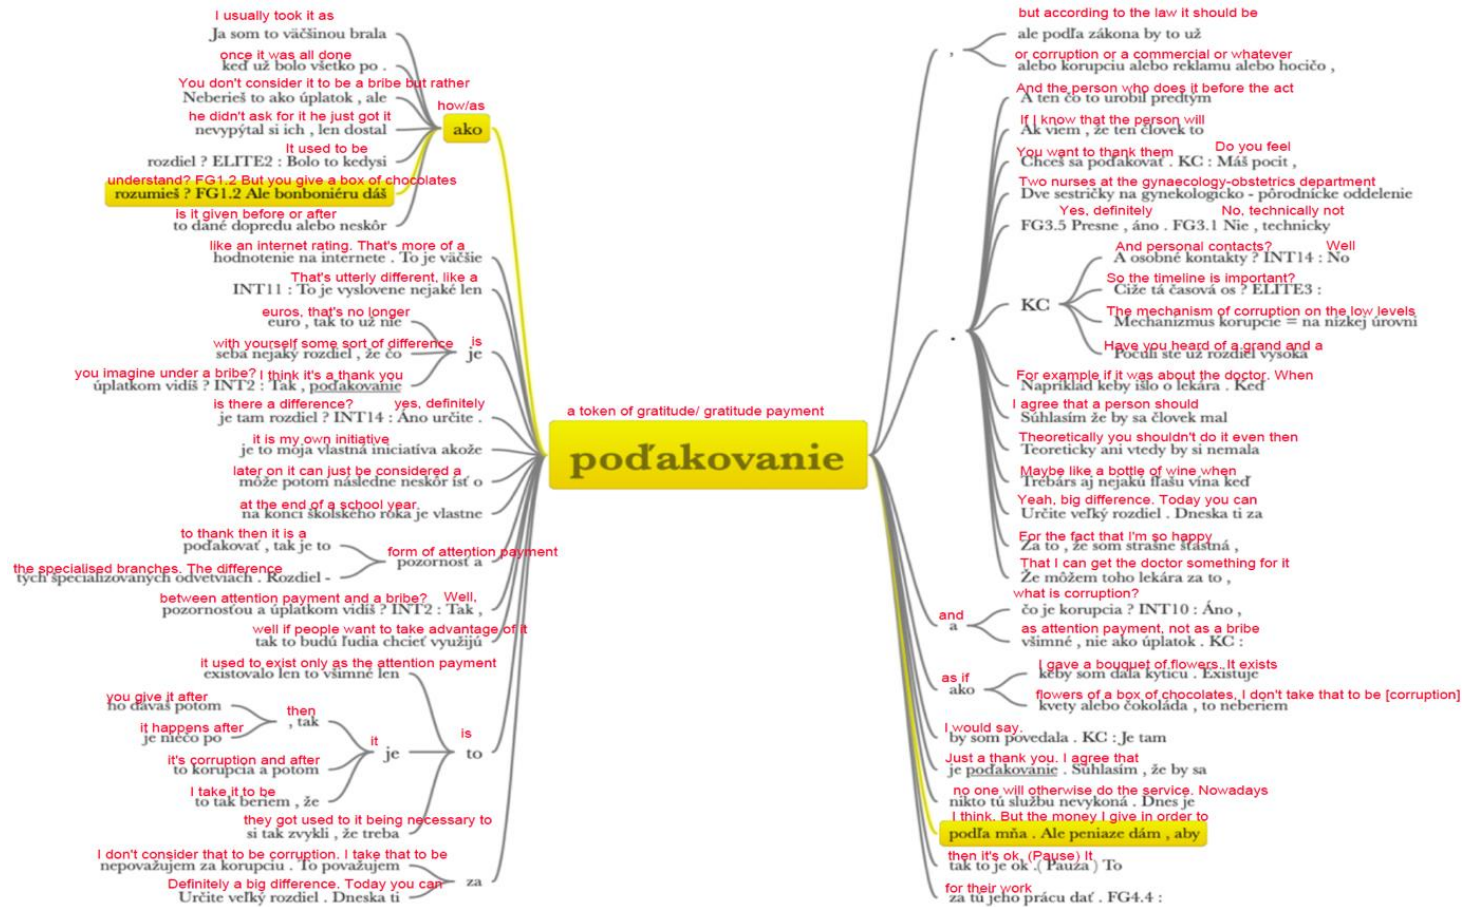 I usually took it as
Ja som to väčšinou brala
once it was all done
keď už bolo všetko po .
You don't consider it to be a bribe but rather
Neberieš to ako úplatok , ale
he didn't ask for it he just got it
nevypýtal si ich , len dostal
It used to be
rozdiel ? ELITE2 : Bolo to kedysi
understand? FG1.2 But you give a box of chocolates
rozumieš ? FG1.2 Ale bonboniéru dáš
is it given before or after
to dané dopredu alebo neskôr
how/as
ako
like an internet rating. That's more of a
hodnotenie na internete . To je väčšie
That's utterly different, like a
INT11 : To je vyslovene nejaké len
euros, that's no longer
euro , tak to už nie
with yourself some sort of difference
seba nejaký rozdiel , že čo
you imagine under a bribe? I think it's a thank you
úplatkom vidíš ? INT2 : Tak , poďakovanie
is
je
is there a difference? yes, definitely
je tam rozdiel ? INT14 : Áno určite .
it is my own initiative
je to moja vlastná iniciatíva akože
later on it can just be considered a
môže potom následne neskôr ísť o
at the end of a school year.
na konci školského roka je vlastne
to thank then it is a
poďakovať , tak je to
the specialised branches. The difference
tých špecializovaných odvetviach . Rozdiel -
form of attention payment
pozornosť a
between attention payment and a bribe? Well,
pozornosťou a úplatkom vidíš ? INT2 : Tak ,
well if people want to take advantage of it
tak to budú ľudia chcieť využijú
it used to exist only as the attention payment
existovalo len to všimné len
you give it after
ho dávaš potom
it happens after
je niečo po
then
, tak
it's corruption and after
to korupcia a potom
I take it to be
to tak beriem , že
it
je
they got used to it being necessary to
si tak zvykli , že treba
is
to
I don't consider that to be corruption. I take that to be
nepovažujem za korupciu . To považujem
Definitely a big difference. Today you can
Určite veľký rozdiel . Dneska ti
za
a token of gratitude/ gratitude payment
poďakovanie
but according to the law it should be
ale podľa zákona by to už
or corruption or a commercial or whatever
alebo korupciu alebo reklamu alebo hocičo ,
,
And the person who does it before the act
A ten čo to urobil predtým
If I know that the person will
Ak viem , že ten človek to
You want to thank them Do you feel
Chceš sa poďakovať . KC : Máš pocit ,
Two nurses at the gynaecology-obstetrics department
Dve sestričky na gynekologicko - pôrodnícke oddelenie
Yes, definitely No, technically not
FG3.5 Presne , áno . FG3.1 Nie , technicky
And personal contacts? Well
A osobné kontakty ? INT14 : No
So the timeline is important?
Čiže tá časová os ? ELITE3 :
KC
The mechanism of corruption on the low levels
Mechanizmus korupcie = na nízkej úrovni
Have you heard of a grand and a
Počuli ste už rozdiel vysoká
.
For example if it was about the doctor. When
Napríklad keby išlo o lekára . Keď
I agree that a person should
Súhlasím že by sa človek mal
Theoretically you shouldn't do it even then
Teoreticky ani vtedy by si nemala
Maybe like a bottle of wine when
Trebárs aj nejakú fľašu vína keď
Yeah, big difference. Today you can
Určite veľký rozdiel . Dneska ti za
For the fact that I'm so happy
Za to , že som strašne šťastná ,
That I can get the doctor something for it
Že môžem toho lekára za to ,
what is corruption?
čo je korupcia ? INT10 : Áno ,
and
a
as attention payment, not as a bribe
všimné , nie ako úplatok . KC :
I gave a bouquet of flowers. It exists
keby som dala kyticu . Existuje
as if
ako
flowers of a box of chocolates, I don't take that to be [corruption]
kvety alebo čokoláda , to neberiem
I would say.
by som povedala . KC : Je tam
Just a thank you. I agree that
je poďakovanie . Súhlasím , že by sa
no one will otherwise do the service. Nowadays
nikto tú službu nevykoná . Dnes je
I think. But the money I give in order to
podľa mňa . Ale peniaze dám , aby
then it's ok. (Pause) It
tak to je ok .( Pauza ) To
for their work
za tú jeho prácu dať . FG4.4 :